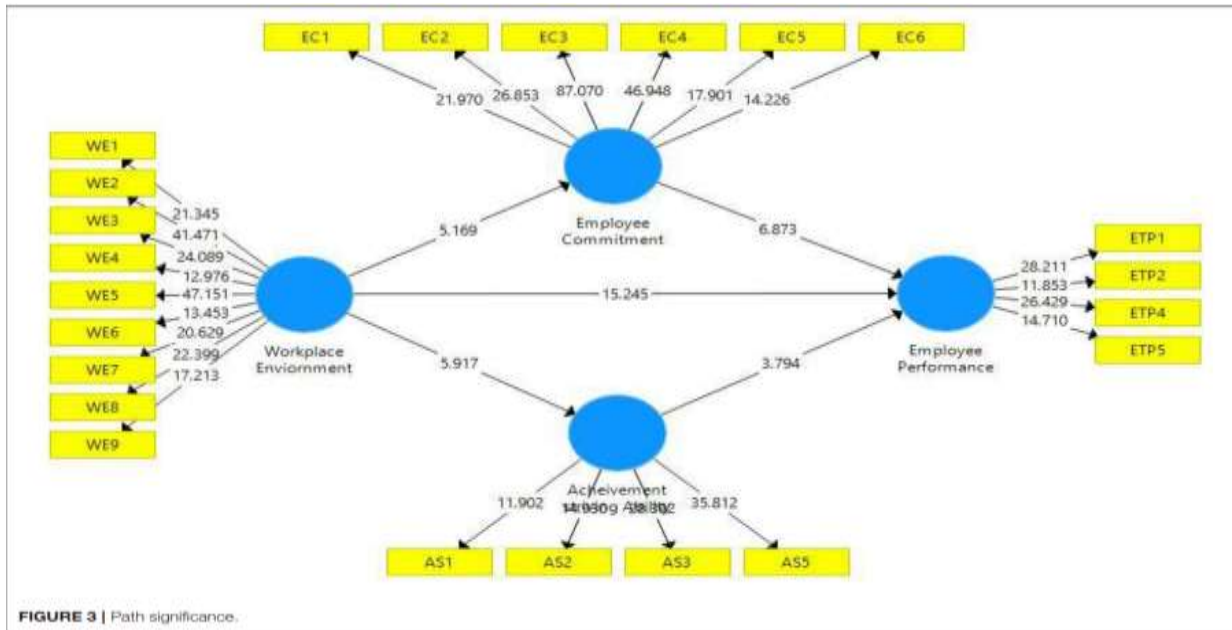 EC1 EC2 EC3 EC4 EC5 EC6
21.970 26.853 87.070 46.948 17.901 14.226
WE1
WE2
WE3
WE4
WE5
WE6
WE7
WE8
WE9
21.345
41.471
24.089
12.976
47.151
13.453
20.629
22.399
17.213
Workplace
Enviornment
5.169
15.245
5.917
Employee
Commitment
6.873
3.794
Employee
Performance
28.211
11.853
26.429
14.710
ETP1
ETP2
ETP4
ETP5
Acheivement
Ability
11.902
35.812
AS1 AS2 AS3 AS5
FIGURE 3 | Path significance.